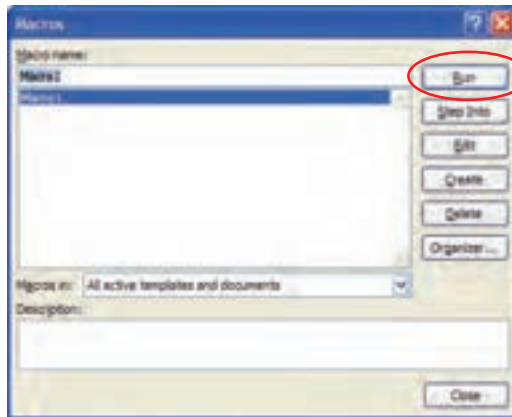 Macros
Macro name:
Macro1
Macro1
Run
Step Into
Edit
Create
Delete
Organizer...
Macros in: All active templates and documents
Description:
Close